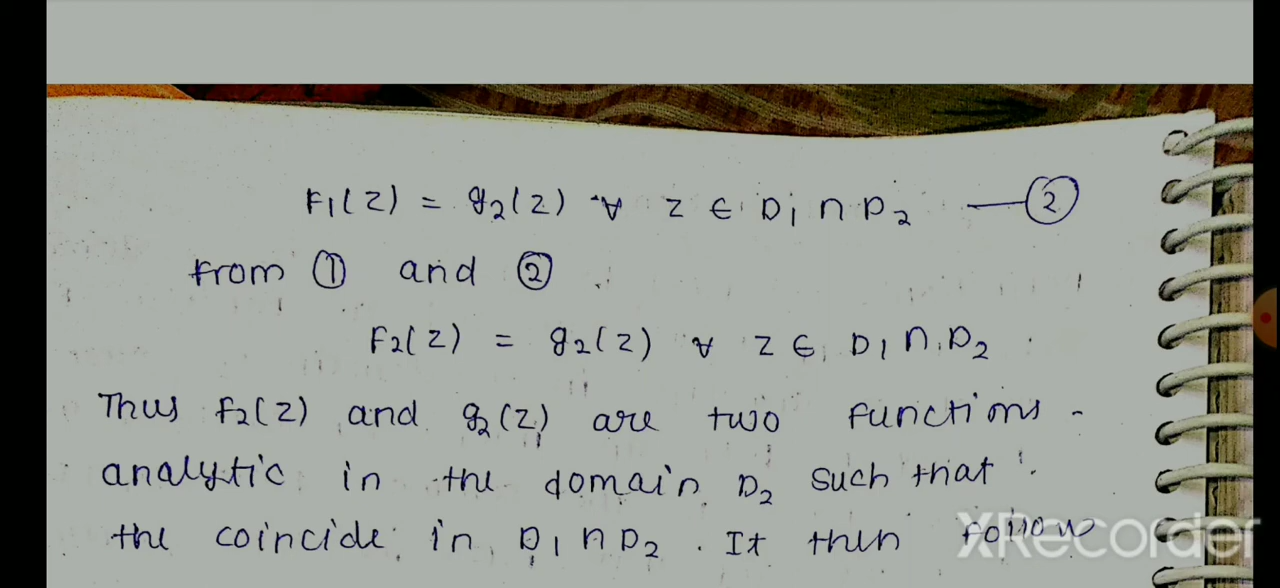 F1(z) = g2(z) ∀ z ∈ D1 ∩ D2 — ②
from ① and ②
F2(z) = g2(z) ∀ z ∈ D1 ∩ D2
Thus f2(z) and g2(z) are two functions
analytic in the domain D2 such that
the coincide in D1 ∩ D2. It then follow
XRecorder